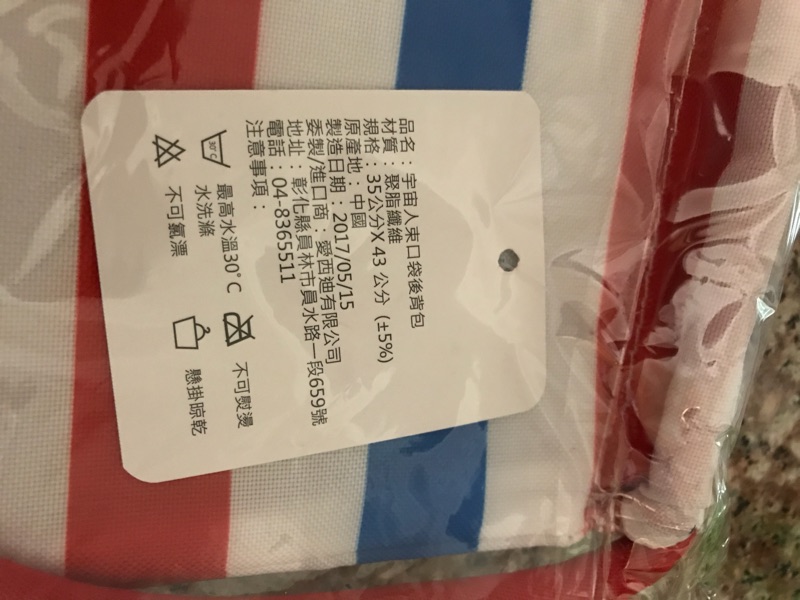 品名：宇宙人束口袋後背包
材質：聚脂纖維
規格：35公分X 43 公分 (±5%)
原產地：中國
製造日期：2017/05/15
委製/進口商：愛西迪有限公司
地址：彰化縣員林市員水路一段659號
電話：04-8365511
注意事項：
30°C 最高水溫30°C 水洗滌
不可熨燙
不可氯漂
懸掛晾乾